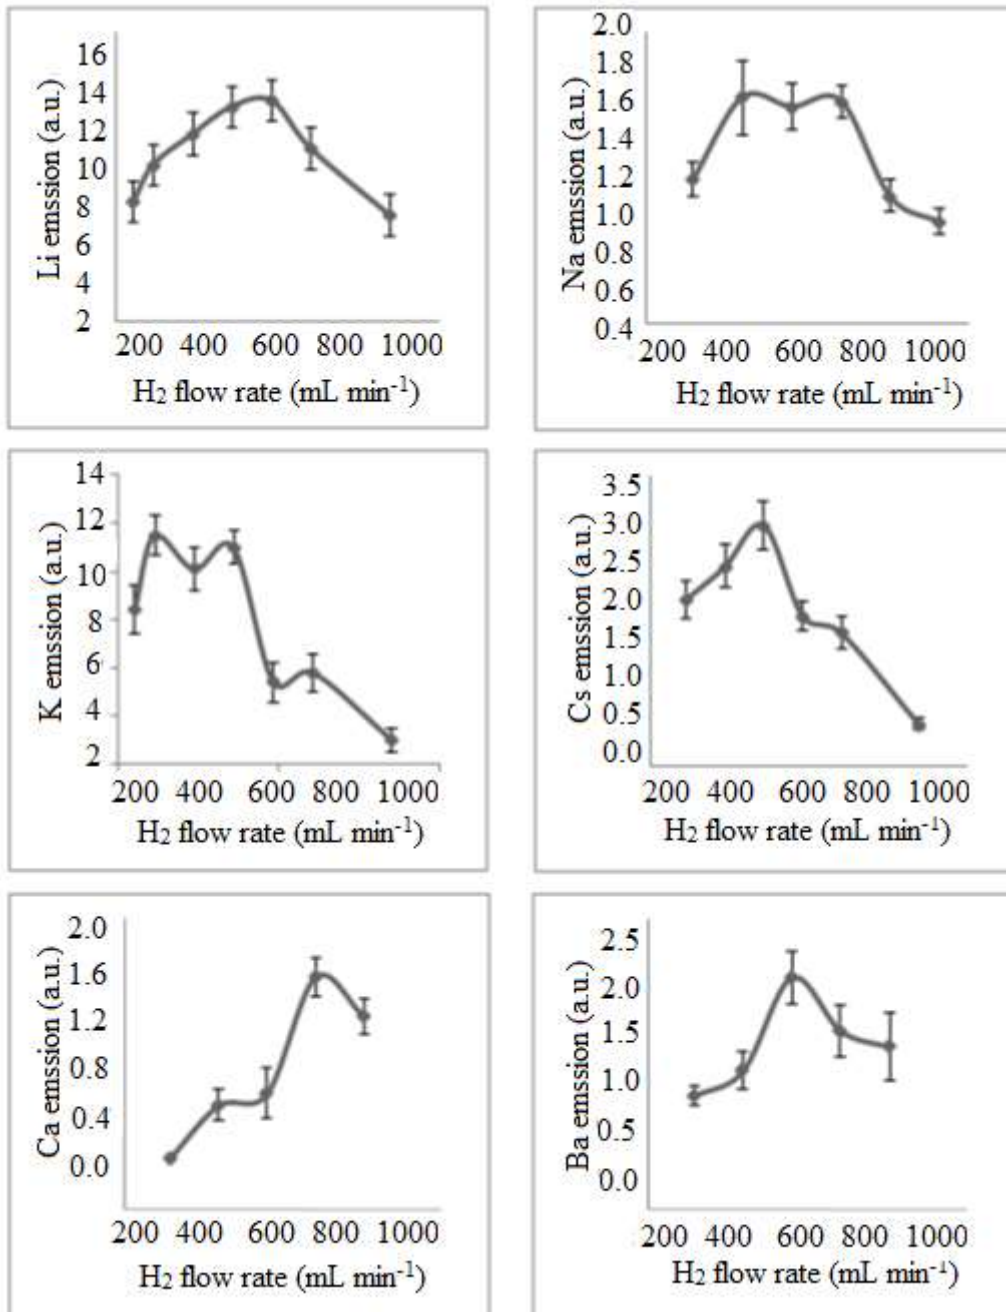 Li emssion (a.u.)
16
14
12
10
8
6
4
2
200 400 600 800 1000
H2 flow rate (mL min-1)
Na emssion (a.u.)
2.0
1.8
1.6
1.4
1.2
1.0
0.8
0.6
0.4
200 400 600 800 1000
H2 flow rate (mL min-1)
K emssion (a.u.)
14
12
10
8
6
4
2
200 400 600 800 1000
H2 flow rate (mL min-1)
Cs emssion (a.u.)
3.5
3.0
2.5
2.0
1.5
1.0
0.5
0.0
200 400 600 800 1000
H2 flow rate (mL min-1)
Ca emssion (a.u.)
2.0
1.6
1.2
0.8
0.4
0.0
200 400 600 800 1000
H2 flow rate (mL min-1)
Ba emssion (a.u.)
2.5
2.0
1.5
1.0
0.5
0.0
200 400 600 800 1000
H2 flow rate (mL min-1)